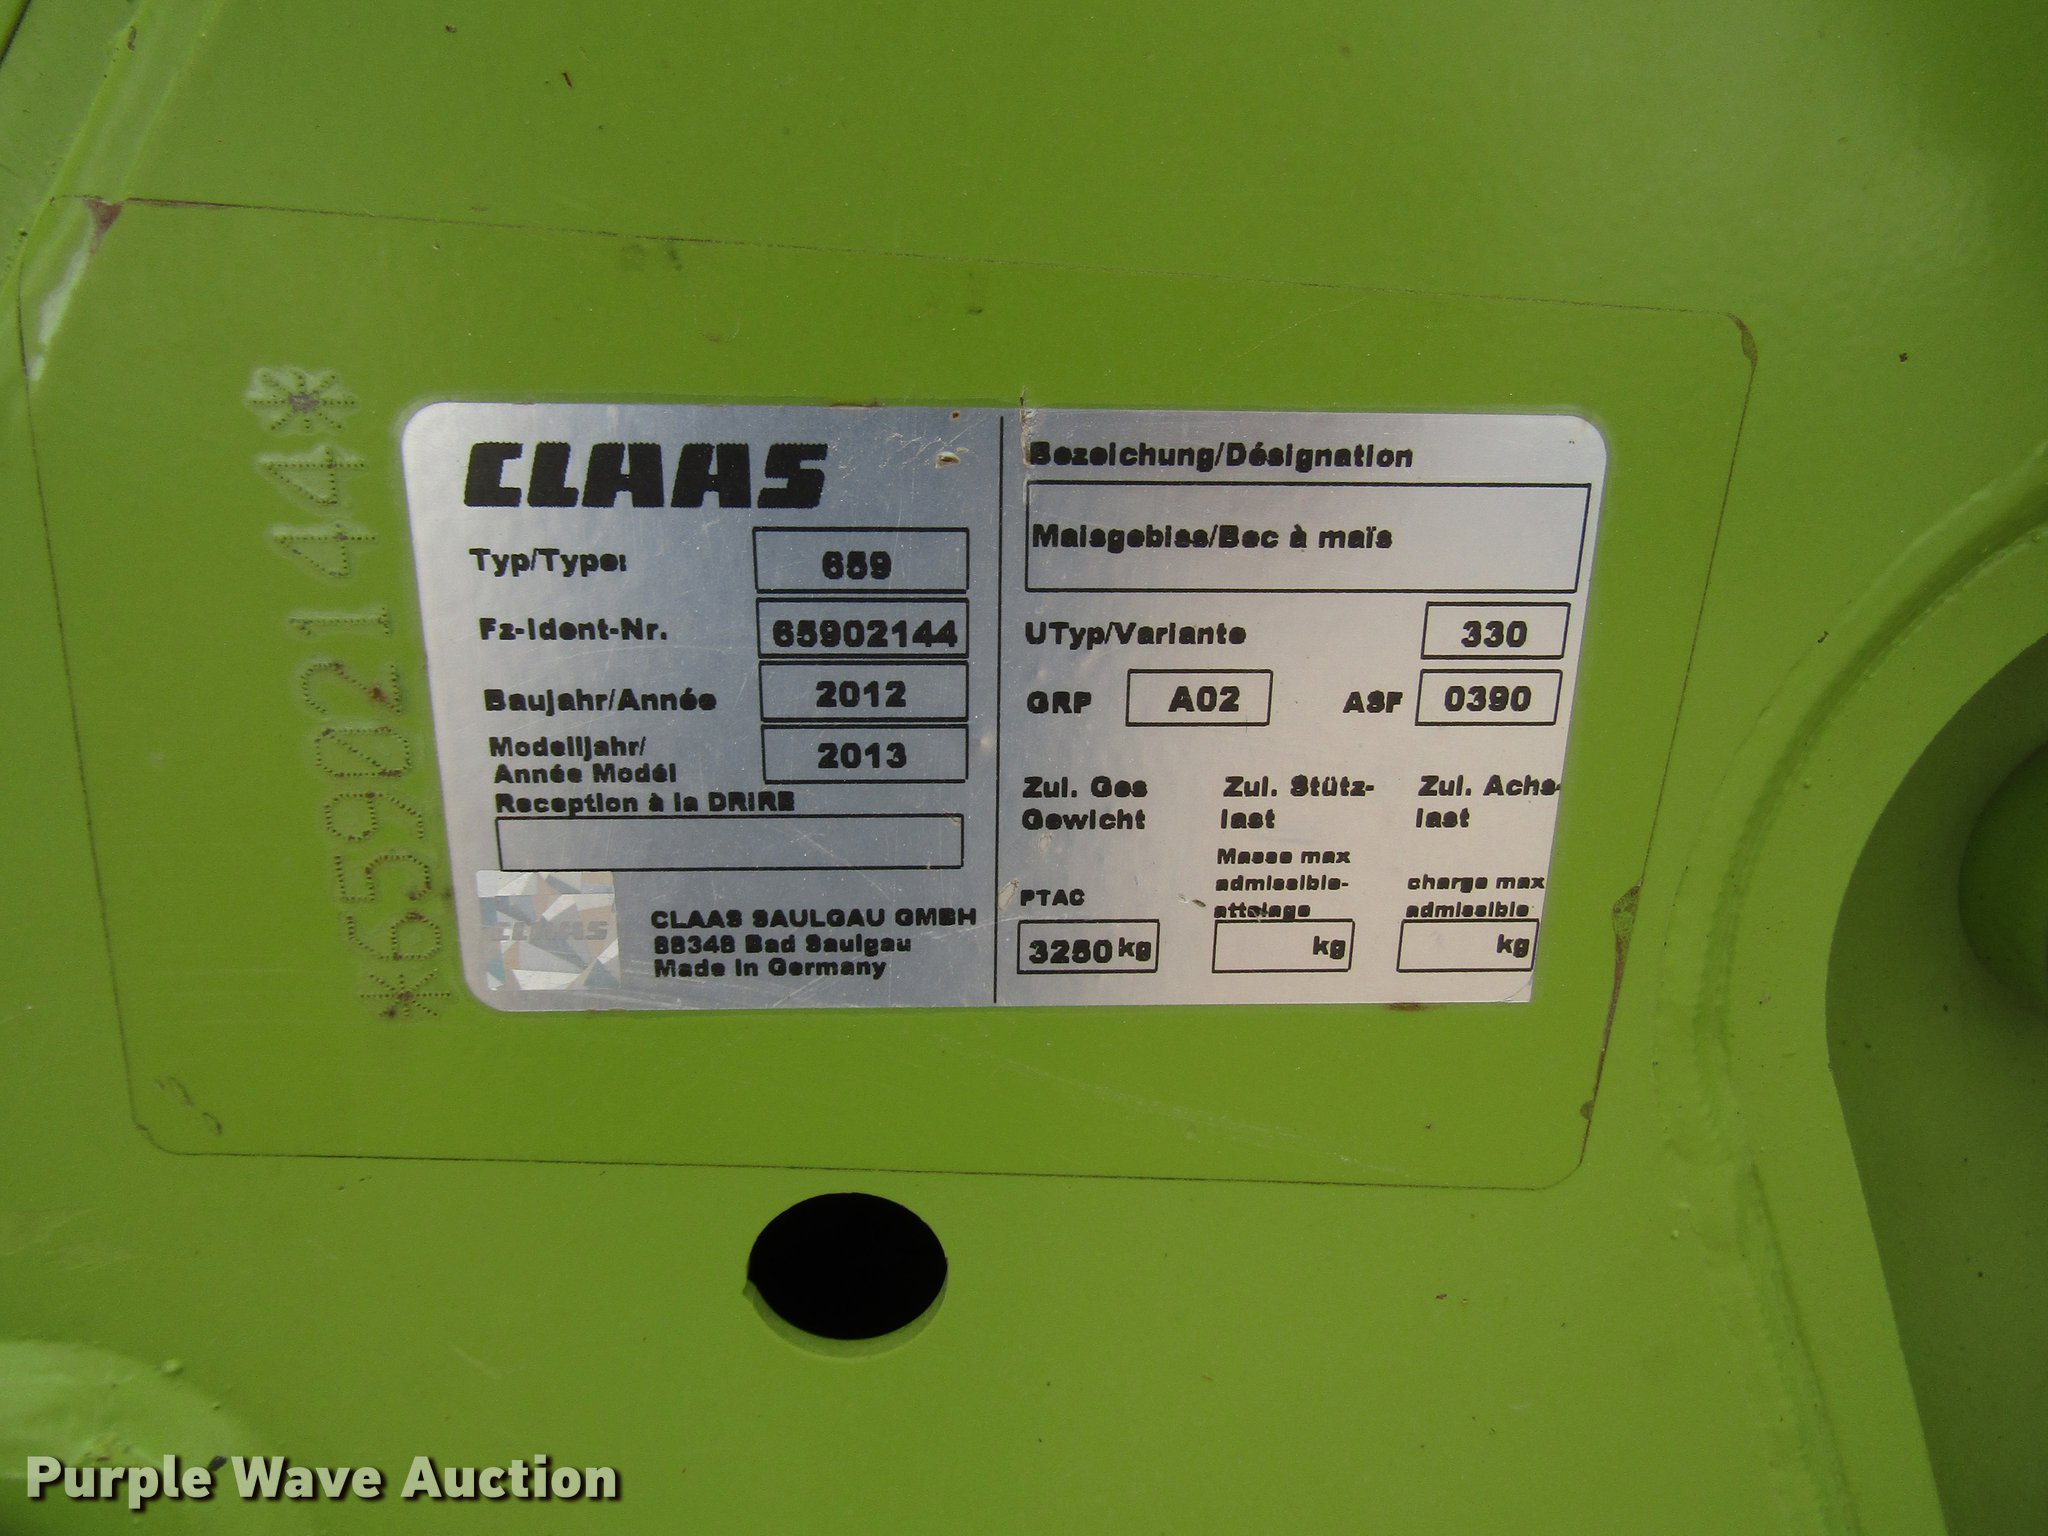 *65902144*
CLAAS
Typ/Type: 659
Fz-Ident-Nr. 65902144
Baujahr/Année 2012
Modelljahr/
Année Modél 2013
Reception à la DRIRE
CLAAS
CLAAS SAULGAU GMBH
88348 Bad Saulgau
Made in Germany
Bezeichung/Désignation
Maisgebiss/Bec à maïs
UTyp/Variante 330
GRP A02 ASF 0390
Zul. Ges
Gewicht
PTAC
3250 kg
Zul. Stütz-
last
Masse max
admissible-
attelage
kg
Zul. Achs-
last
charge max
admissible
kg
Purple Wave Auction